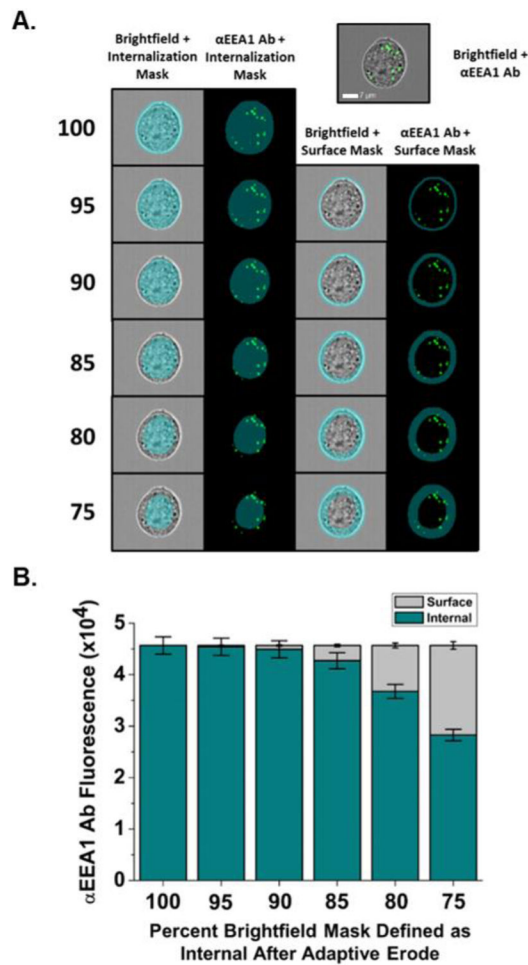 A.
Brightfield +
Internalization
Mask
αEEA1 Ab +
Internalization
Mask
7 μm
Brightfield +
αEEA1 Ab
100
Brightfield +
Surface Mask
αEEA1 Ab +
Surface Mask
95
90
85
80
75
B.
αEEA1 Ab Fluorescence (x10⁴)
5
4
3
2
1
0
Surface
Internal
100 95 90 85 80 75
Percent Brightfield Mask Defined as
Internal After Adaptive Erode